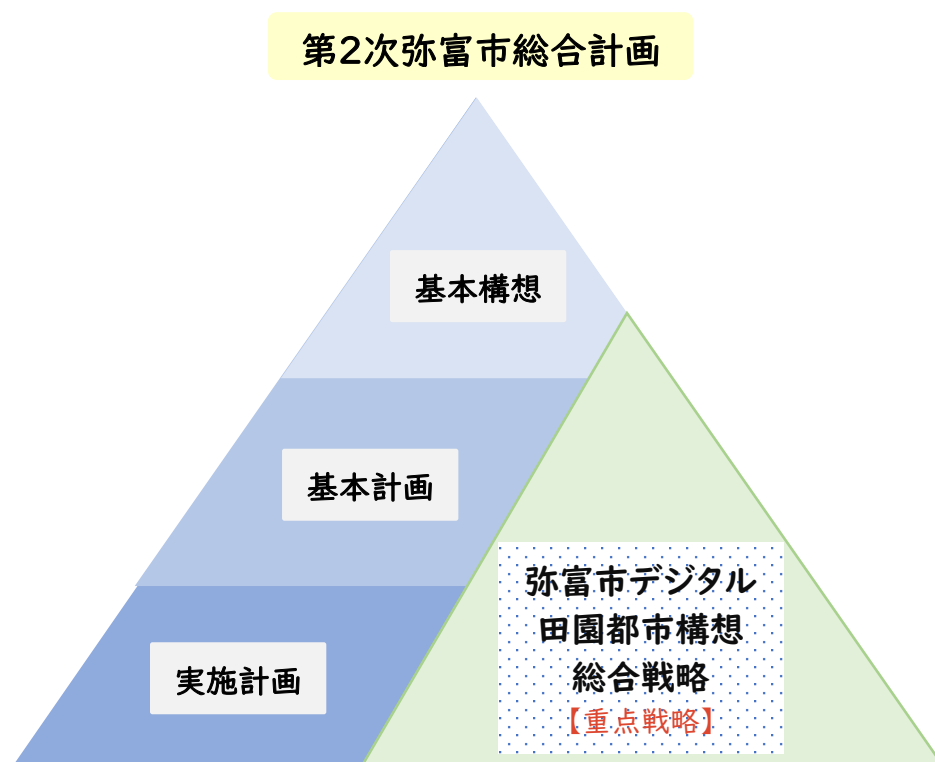 第2次弥富市総合計画
基本構想
基本計画
弥富市デジタル
田園都市構想
総合戦略
【重点戦略】
実施計画